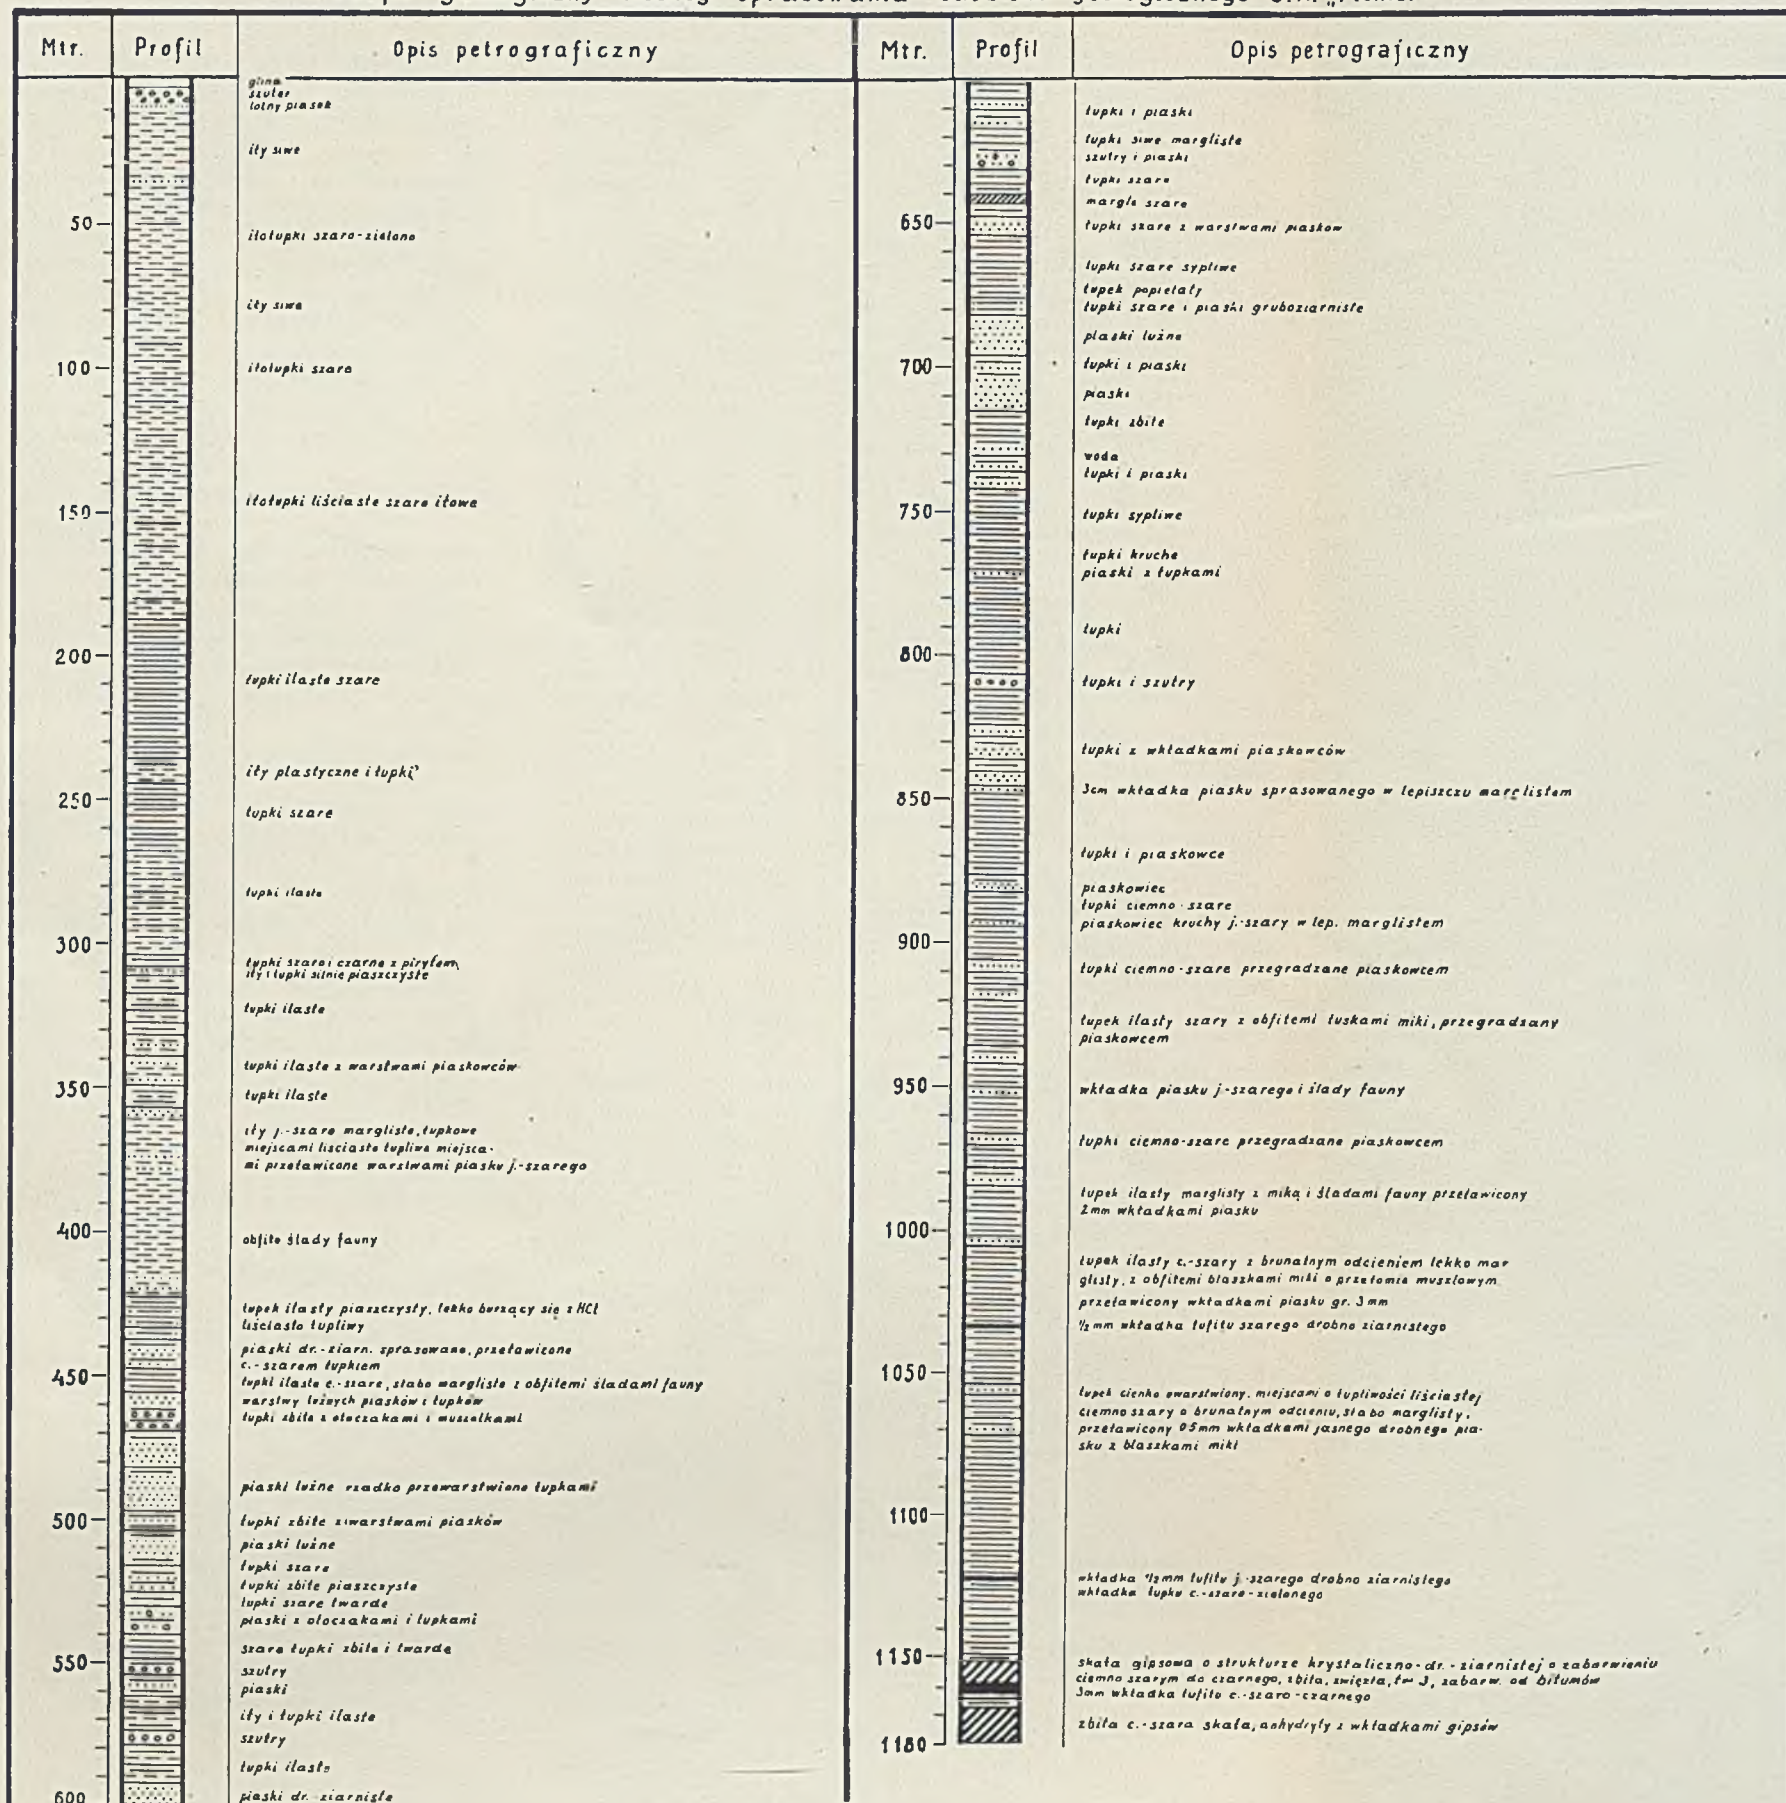 Mtr.
Profil
Opis petrograficzny
glina
szuter
lotny piasek
iły siwe
50
iłołupki szaro-zielone
iły siwe
100
iłołupki szare
150
iłołupki liściaste szare iłowe
200
łupki ilaste szare
iły plastyczne i łupki
250
łupki szare
łupki ilaste
300
łupki szare i czarne z pirytem
iły i łupki silnie piaszczyste
łupki ilaste
łupki ilaste z warstwami piaskowców
350
łupki ilaste
iły j.-szare margliste, łupkowe
miejscami liściasto łupliwe miejsca-
mi przeławicone warstwami piasku j.-szarego
400
obfite ślady fauny
łupek ilasty piaszczysty, lekko burzący się z HCl
liściasto łupliwy
piaski dr.-ziarn. sprasowane, przeławicone
c.-szarem łupkiem
450
łupki ilaste c.-szare, słabo margliste z obfitemi śladami fauny
warstwy luźnych piasków i łupków
łupki zbite z otoczakami i muszelkami
piaski luźne rzadko przewarstwione łupkami
500
łupki zbite z warstwami piasków
piaski luźne
łupki szare
łupki zbite piaszczyste
łupki szare twarde
piaski z otoczakami i łupkami
szare łupki zbite i twarde
550
szutry
piaski
iły i łupki ilaste
szutry
łupki ilaste
600
piaski dr.-ziarniste
Mtr.
Profil
Opis petrograficzny
łupki i piaski
łupki siwe margliste
szutry i piaski
łupki szare
margle szare
650
łupki szare z warstwami piasków
łupki szare sypliwe
łupek popielaty
łupki szare i piaski gruboziarniste
piaski luźne
700
łupki i piaski
piaski
łupki zbite
woda
łupki i piaski
750
łupki sypliwe
łupki kruche
piaski z łupkami
łupki
800
łupki i szutry
łupki z wkładkami piaskowców
850
3cm wkładka piasku sprasowanego w lepiszczu marglistem
łupki i piaskowce
piaskowiec
łupki ciemno-szare
piaskowiec kruchy j.-szary w lep. marglistem
900
łupki ciemno-szare przegradzane piaskowcem
łupek ilasty szary z obfitemi łuskami miki, przegradzany
piaskowcem
950
wkładka piasku j.-szarego i ślady fauny
łupki ciemno-szare przegradzane piaskowcem
łupek ilasty marglisty z miką i śladami fauny przeławicony
2mm wkładkami piasku
1000
łupek ilasty c.-szary z brunatnym odcieniem lekko mar
glisty, z obfitemi blaszkami miki o przełomie muszlowym
przeławicony wkładkami piasku gr. 3mm
½mm wkładka tufitu szarego drobno ziarnistego
1050
łupek cienko uwarstwiony, miejscami o łupliwości liściastej
ciemno szary o brunatnym odcieniu, słabo marglisty,
przeławicony 05mm wkładkami jasnego drobnego pia-
sku z blaszkami miki
1100
wkładka ½mm tufitu j.-szarego drobno ziarnistego
wkładka łupku c.-szaro-zielonego
1150
skała gipsowa o strukturze krystaliczno-dr.-ziarnistej o zabarwieniu
ciemno szarym do czarnego, zbita, zwięzła, tw 3, zabarw. od bitumów
3mm wkładka tufitu c.-szaro-czarnego
zbita c.-szara skała, anhydryty z wkładkami gipsów
1180